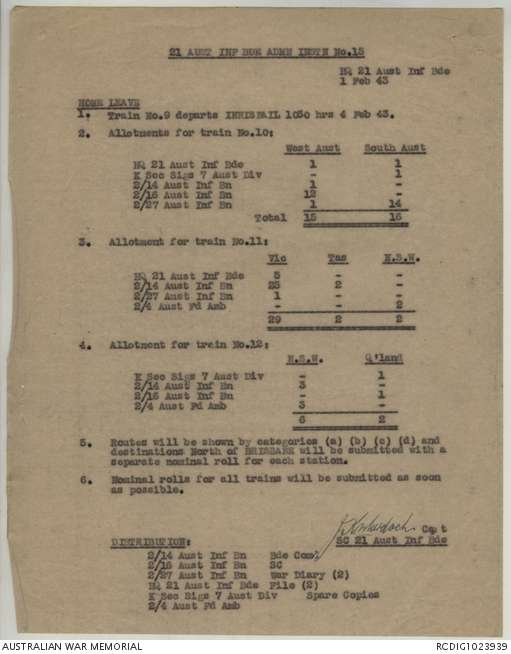 21 AUST INF BDE ADMN INSTN No.15
HQ 21 Aust Inf Bde
1 Feb 43
HOME LEAVE
1. Train No.9 departs INNISFAIL 1030 hrs 4 Feb 43.
2. Allotments for train No.10:
West Aust South Aust
HQ 21 Aust Inf Bde 1 1
K Sec Sigs 7 Aust Div - 1
2/14 Aust Inf Bn 1 -
2/16 Aust Inf Bn 12 -
2/27 Aust Inf Bn 1 14
Total 15 16
3. Allotment for train No.11:
Vic Tas N.S.W.
HQ 21 Aust Inf Bde 5 - -
2/14 Aust Inf Bn 23 2 -
2/27 Aust Inf Bn 1 - -
2/4 Aust Fd Amb - - 2
29 2 2
4. Allotment for train No.12:
N.S.W. Q'land
K Sec Sigs 7 Aust Div - 1
2/14 Aust Inf Bn 3 -
2/16 Aust Inf Bn - 1
2/4 Aust Fd Amb 3 -
6 2
5. Routes will be shown by categories (a) (b) (c) (d) and
destinations North of BRISBANE will be submitted with a
separate nominal roll for each station.
6. Nominal rolls for all trains will be submitted as soon
as possible.
Capt
DISTRIBUTION: SC 21 Aust Inf Bde
2/14 Aust Inf Bn Bde Comd
2/16 Aust Inf Bn SC
2/27 Aust Inf Bn War Diary (2)
HQ 21 Aust Inf Bde File (2)
K Sec Sigs 7 Aust Div Spare Copies
2/4 Aust Fd Amb
AUSTRALIAN WAR MEMORIAL RCDIG1023939